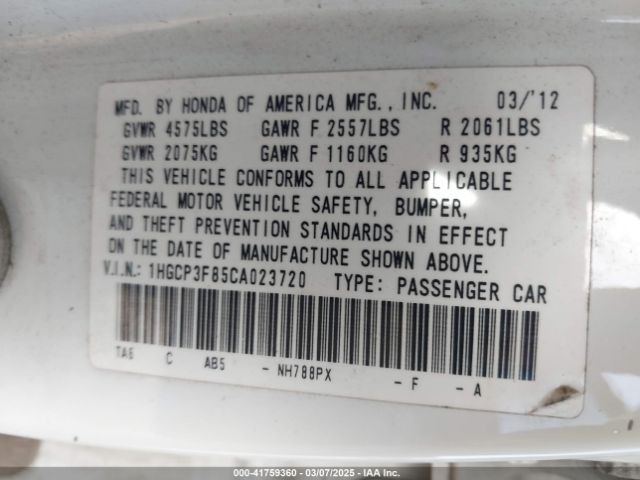 MFD. BY HONDA OF AMERICA MFG., INC. 03/'12
GVWR 4575LBS GAWR F 2557LBS R 2061LBS
GVWR 2075KG GAWR F 1160KG R 935KG
THIS VEHICLE CONFORMS TO ALL APPLICABLE
FEDERAL MOTOR VEHICLE SAFETY, BUMPER,
AND THEFT PREVENTION STANDARDS IN EFFECT
ON THE DATE OF MANUFACTURE SHOWN ABOVE.
V.I.N.: 1HGCP3F85CA023720 TYPE: PASSENGER CAR
TA6 C AB5 - NH788PX - F - A
000-41759360 | 03/07/2025 | IAA Inc.